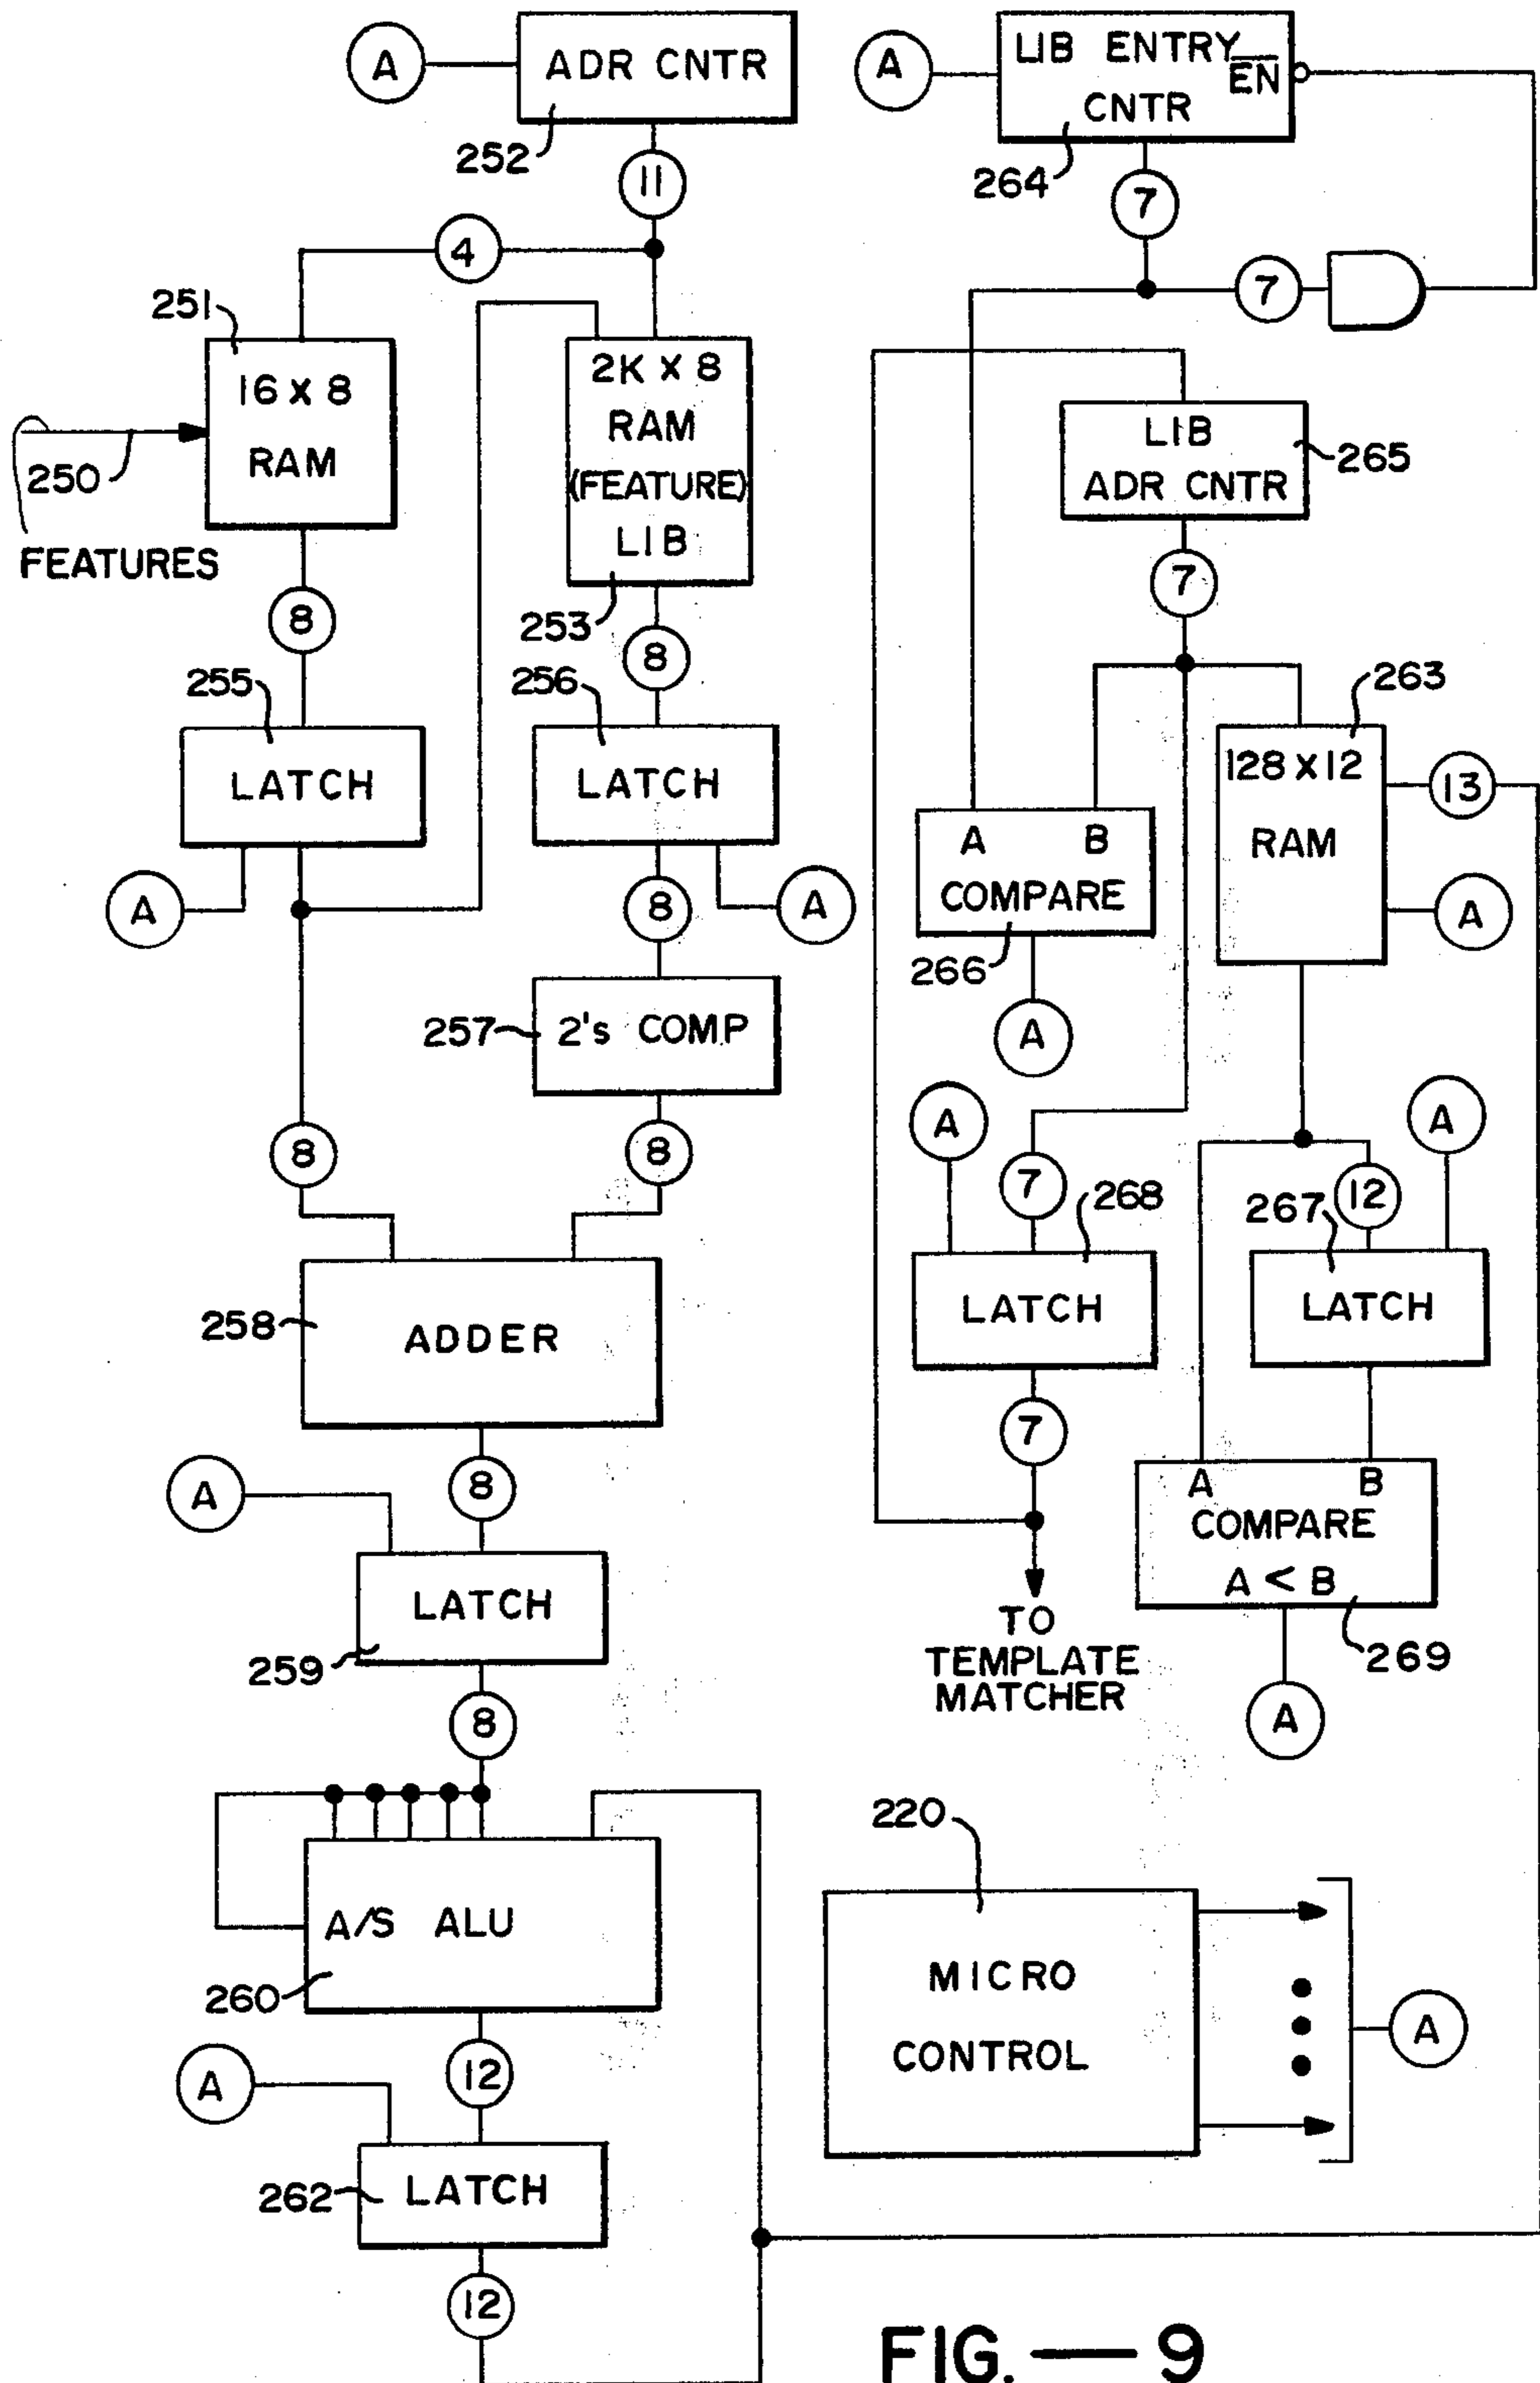 A
ADR CNTR
252
11
4
251
16 X 8
RAM
250
FEATURES
2K X 8
RAM
(FEATURE)
LIB
253
8
8
255
LATCH
A
256
LATCH
8
A
257
2's COMP
8
8
258
ADDER
8
A
LATCH
259
8
A/S ALU
260
12
A
LATCH
262
12
A
LIB ENTRY
EN
CNTR
264
7
7
LIB
ADR CNTR
265
7
263
128 X 12
RAM
13
A
A B
COMPARE
266
A
A
7
268
LATCH
7
TO
TEMPLATE
MATCHER
12
A
267
LATCH
A B
COMPARE
A < B
269
A
220
MICRO
CONTROL
A
FIG. — 9